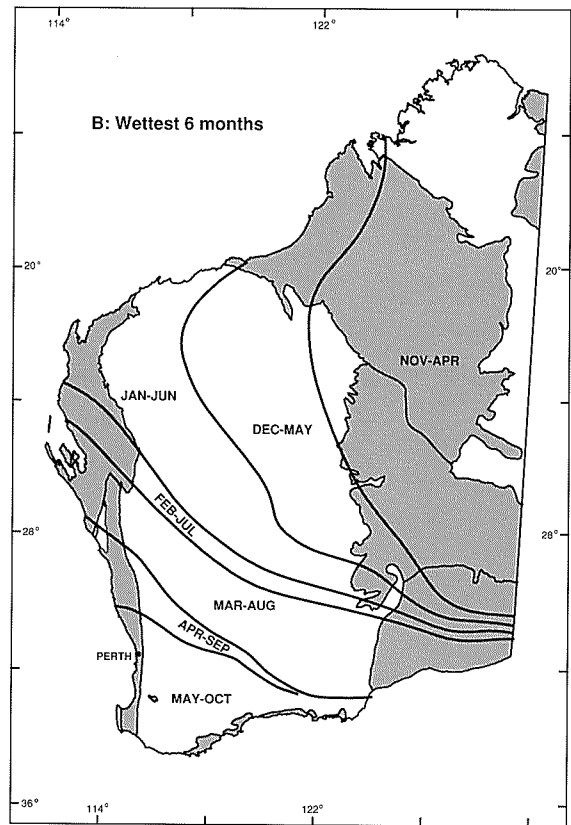 114°
122°
B: Wettest 6 months
20°
20°
NOV-APR
JAN-JUN
DEC-MAY
FEB-JUL
28°
28°
MAR-AUG
APR-SEP
PERTH
MAY-OCT
36°
114°
122°